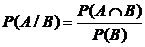 P(A/B) = P(A∩B) / P(B)